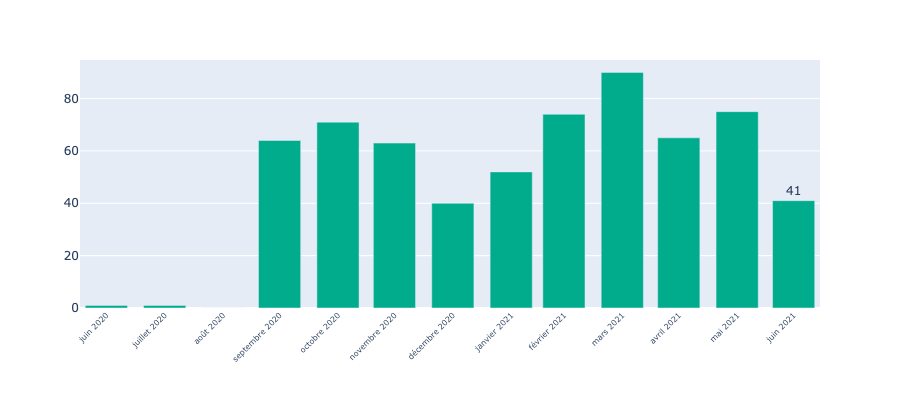 80
60
40
20
0
41
juin 2020
juillet 2020
août 2020
septembre 2020
octobre 2020
novembre 2020
décembre 2020
janvier 2021
février 2021
mars 2021
avril 2021
mai 2021
juin 2021